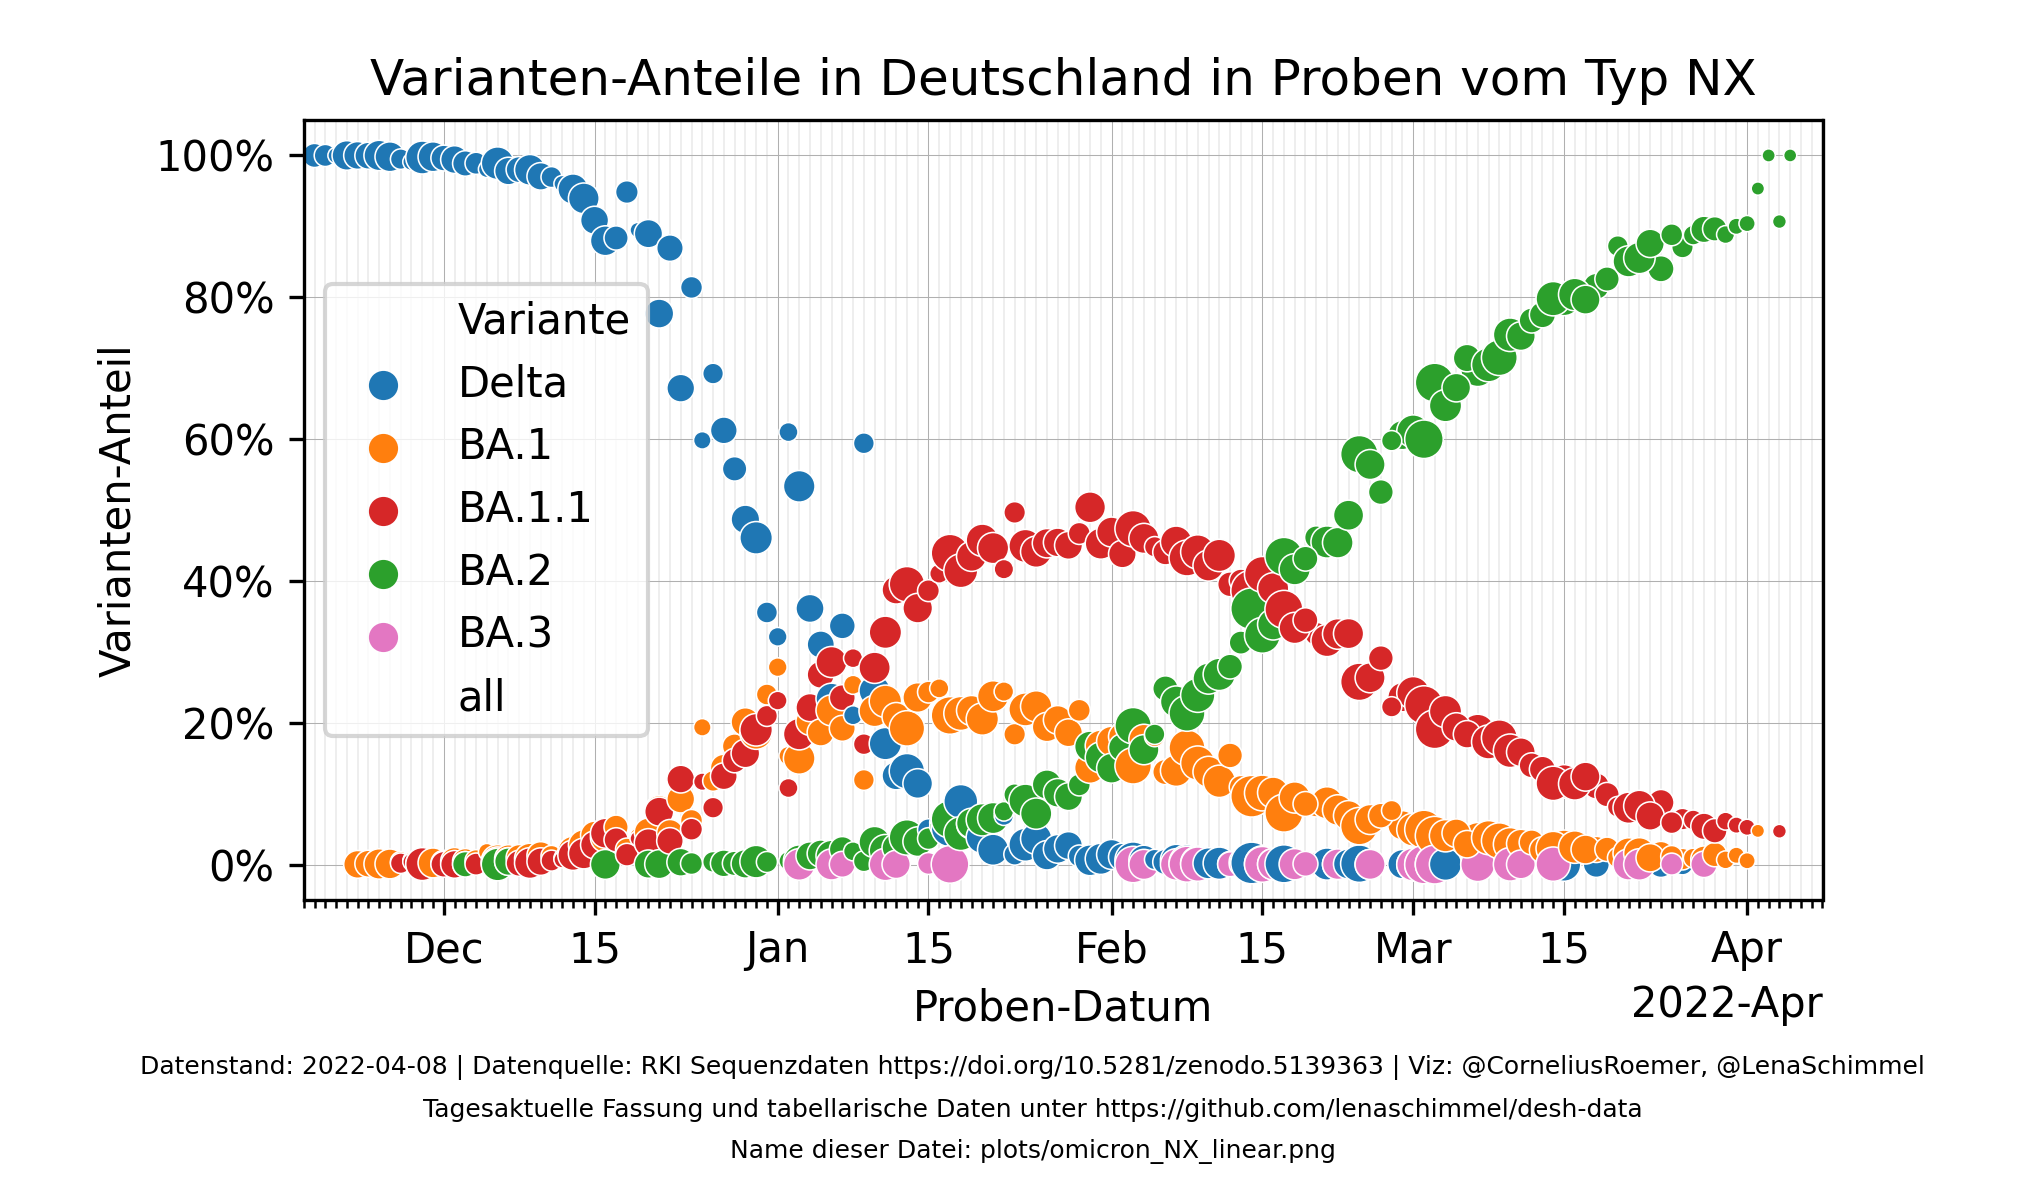 Varianten-Anteile in Deutschland in Proben vom Typ NX
100%
80%
60%
40%
20%
0%
Varianten-Anteil
Variante
Delta
BA.1
BA.1.1
BA.2
BA.3
all
Dec 15 Jan 15 Feb 15 Mar 15 Apr
Proben-Datum
2022-Apr
Datenstand: 2022-04-08 | Datenquelle: RKI Sequenzdaten https://doi.org/10.5281/zenodo.5139363 | Viz: @CorneliusRoemer, @LenaSchimmel
Tagesaktuelle Fassung und tabellarische Daten unter https://github.com/lenaschimmel/desh-data
Name dieser Datei: plots/omicron_NX_linear.png